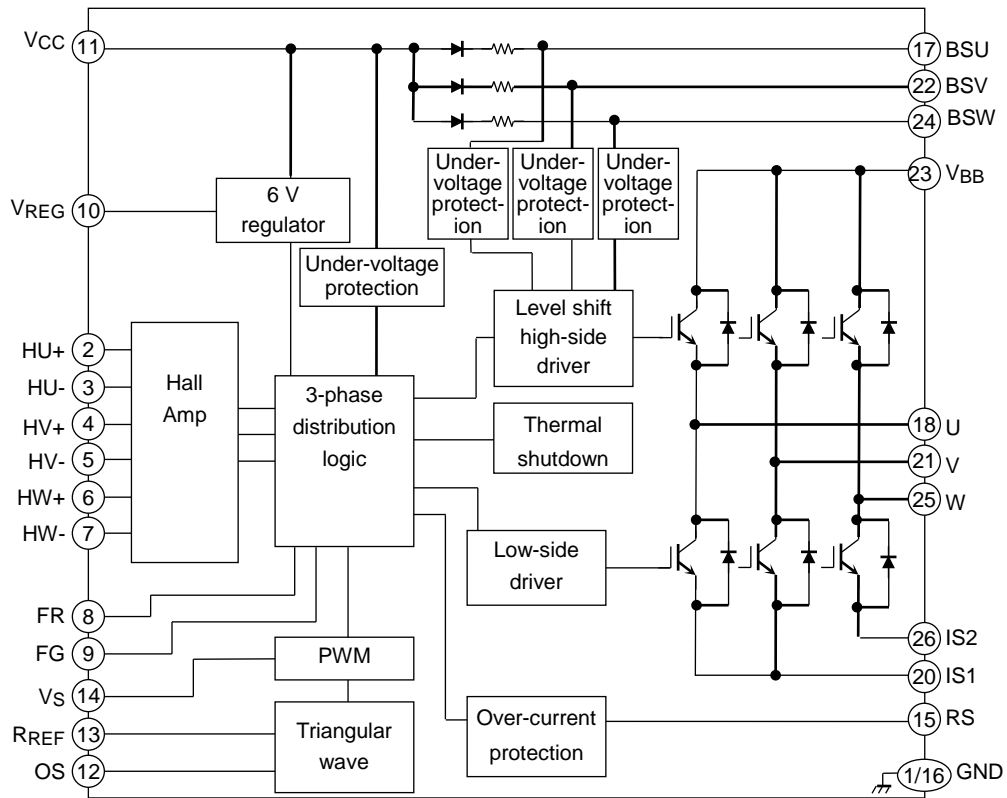 VCC
11
17
BSU
22
BSV
24
BSW
Under-
voltage
protect-
ion
Under-
voltage
protect-
ion
Under-
voltage
protect-
ion
23
VBB
6 V
regulator
VREG
10
Under-voltage
protection
Level shift
high-side
driver
HU+
2
HU-
3
HV+
4
HV-
5
HW+
6
HW-
7
Hall
Amp
3-phase
distribution
logic
Thermal
shutdown
18
U
21
V
25
W
Low-side
driver
FR
8
FG
9
VS
14
RREF
13
OS
12
PWM
Triangular
wave
Over-current
protection
26
IS2
20
IS1
15
RS
1/16
GND